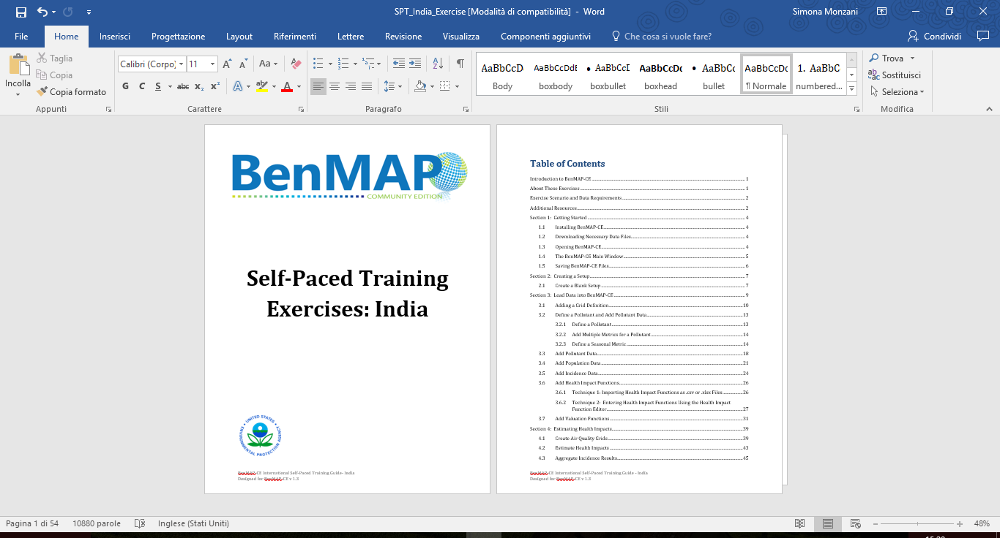 SPT_India_Exercise [Modalità di compatibilità] - Word
Simona Monzani
File Home Inserisci Progettazione Layout Riferimenti Lettere Revisione Visualizza Componenti aggiuntivi Che cosa si vuole fare? Condividi
Incolla
Taglia
Copia
Copia formato
Appunti
Calibri (Corpo) 11
G C S abc x₂ x²
Carattere
Paragrafo
AaBbCcD AaBbCcDdE • AaBbCcI AaBbCcDc • AaBbCc AaBbCcDc 1. AaBbC
Body boxbody boxbullet boxhead bullet ¶ Normale numbered...
Stili
Trova
Sostituisci
Seleziona
Modifica
BenMAP
COMMUNITY EDITION
Self-Paced Training
Exercises: India
UNITED STATES ENVIRONMENTAL PROTECTION AGENCY
BenMAP-CE International Self-Paced Training Guide- India
Designed for BenMAP-CE v 1.3
Table of Contents
Introduction to BenMAP-CE 1
About These Exercises 1
Exercise Scenario and Data Requirements 2
Additional Resources 2
Section 1: Getting Started 4
1.1 Installing BenMAP-CE 4
1.2 Downloading Necessary Data Files 4
1.3 Opening BenMAP-CE 4
1.4 The BenMAP-CE Main Window 5
1.5 Saving BenMAP-CE Files 6
Section 2: Creating a Setup 7
2.1 Create a Blank Setup 7
Section 3: Load Data into BenMAP-CE 9
3.1 Adding a Grid Definition 10
3.2 Define a Pollutant and Add Pollutant Data 13
3.2.1 Define a Pollutant 13
3.2.2 Add Multiple Metrics for a Pollutant 14
3.2.3 Define a Seasonal Metric 14
3.3 Add Pollutant Data 18
3.4 Add Population Data 21
3.5 Add Incidence Data 24
3.6 Add Health Impact Functions 26
3.6.1 Technique 1: Importing Health Impact Functions as .csv or .xlsx Files 26
3.6.2 Technique 2: Entering Health Impact Functions Using the Health Impact
Function Editor 27
3.7 Add Valuation Functions 31
Section 4: Estimating Health Impacts 39
4.1 Create Air Quality Grids 39
4.2 Estimate Health Impacts 43
4.3 Aggregate Incidence Results 45
BenMAP-CE International Self-Paced Training Guide - India
Designed for BenMAP-CE v 1.3
Pagina 1 di 54 10880 parole Inglese (Stati Uniti) 48%